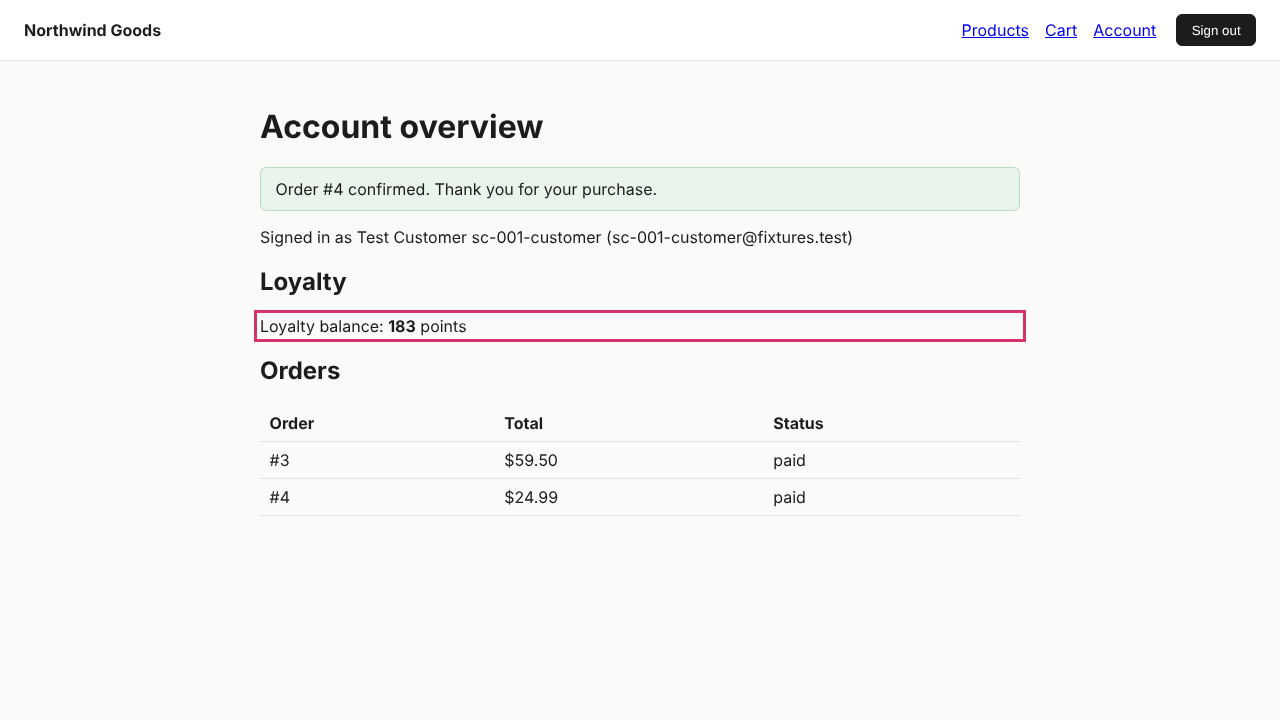 Northwind Goods
Products Cart Account Sign out
Account overview
Order #4 confirmed. Thank you for your purchase.
Signed in as Test Customer sc-001-customer (sc-001-customer@fixtures.test)
Loyalty
Loyalty balance: 183 points
Orders
Order Total Status
#3 $59.50 paid
#4 $24.99 paid